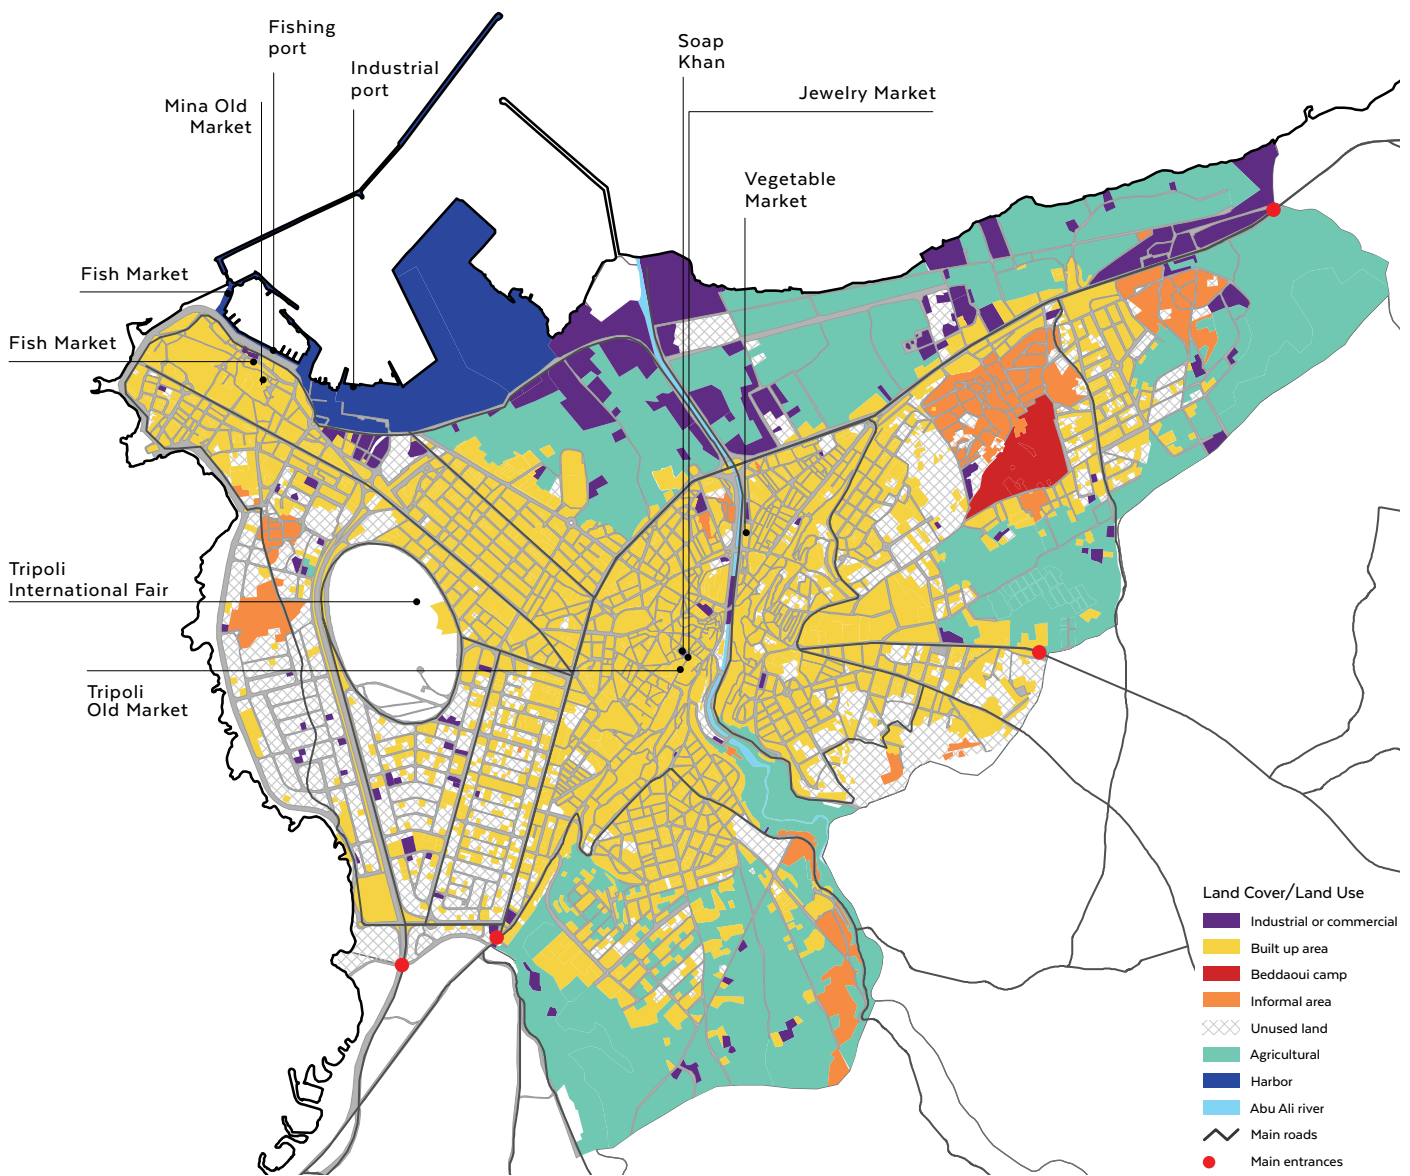 Fishing
port
Industrial
port
Mina Old
Market
Soap
Khan
Jewelry Market
Vegetable
Market
Fish Market
Fish Market
Tripoli
International Fair
Tripoli
Old Market
Land Cover/Land Use
Industrial or commercial
Built up area
Beddaoui camp
Informal area
Unused land
Agricultural
Harbor
Abu Ali river
Main roads
Main entrances